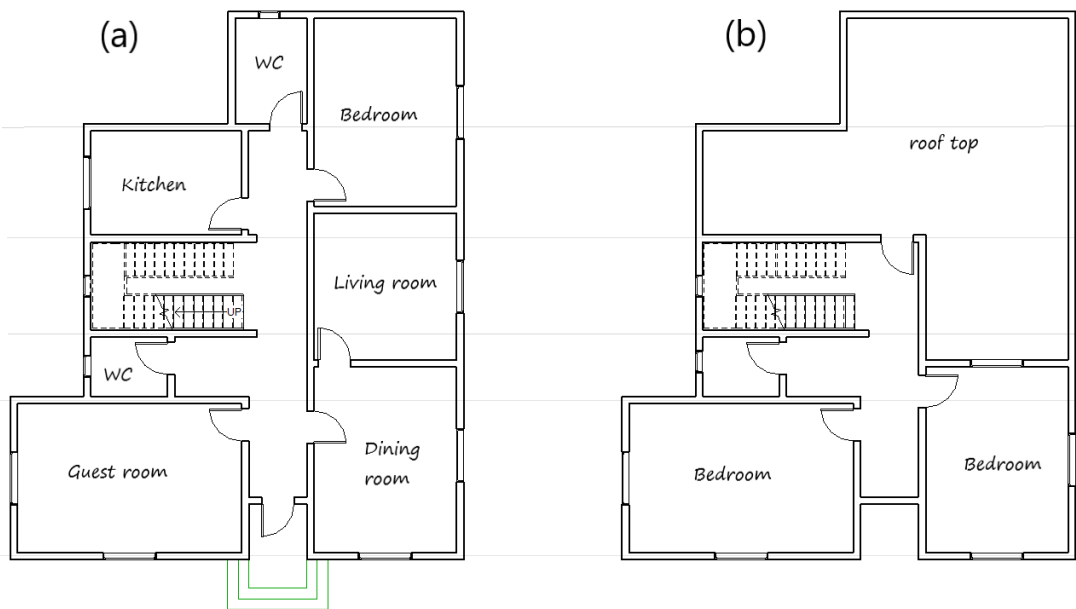 (a)
WC
Bedroom
Kitchen
Living room
UP
WC
Dining
room
Guest room
(b)
roof top
Bedroom
Bedroom